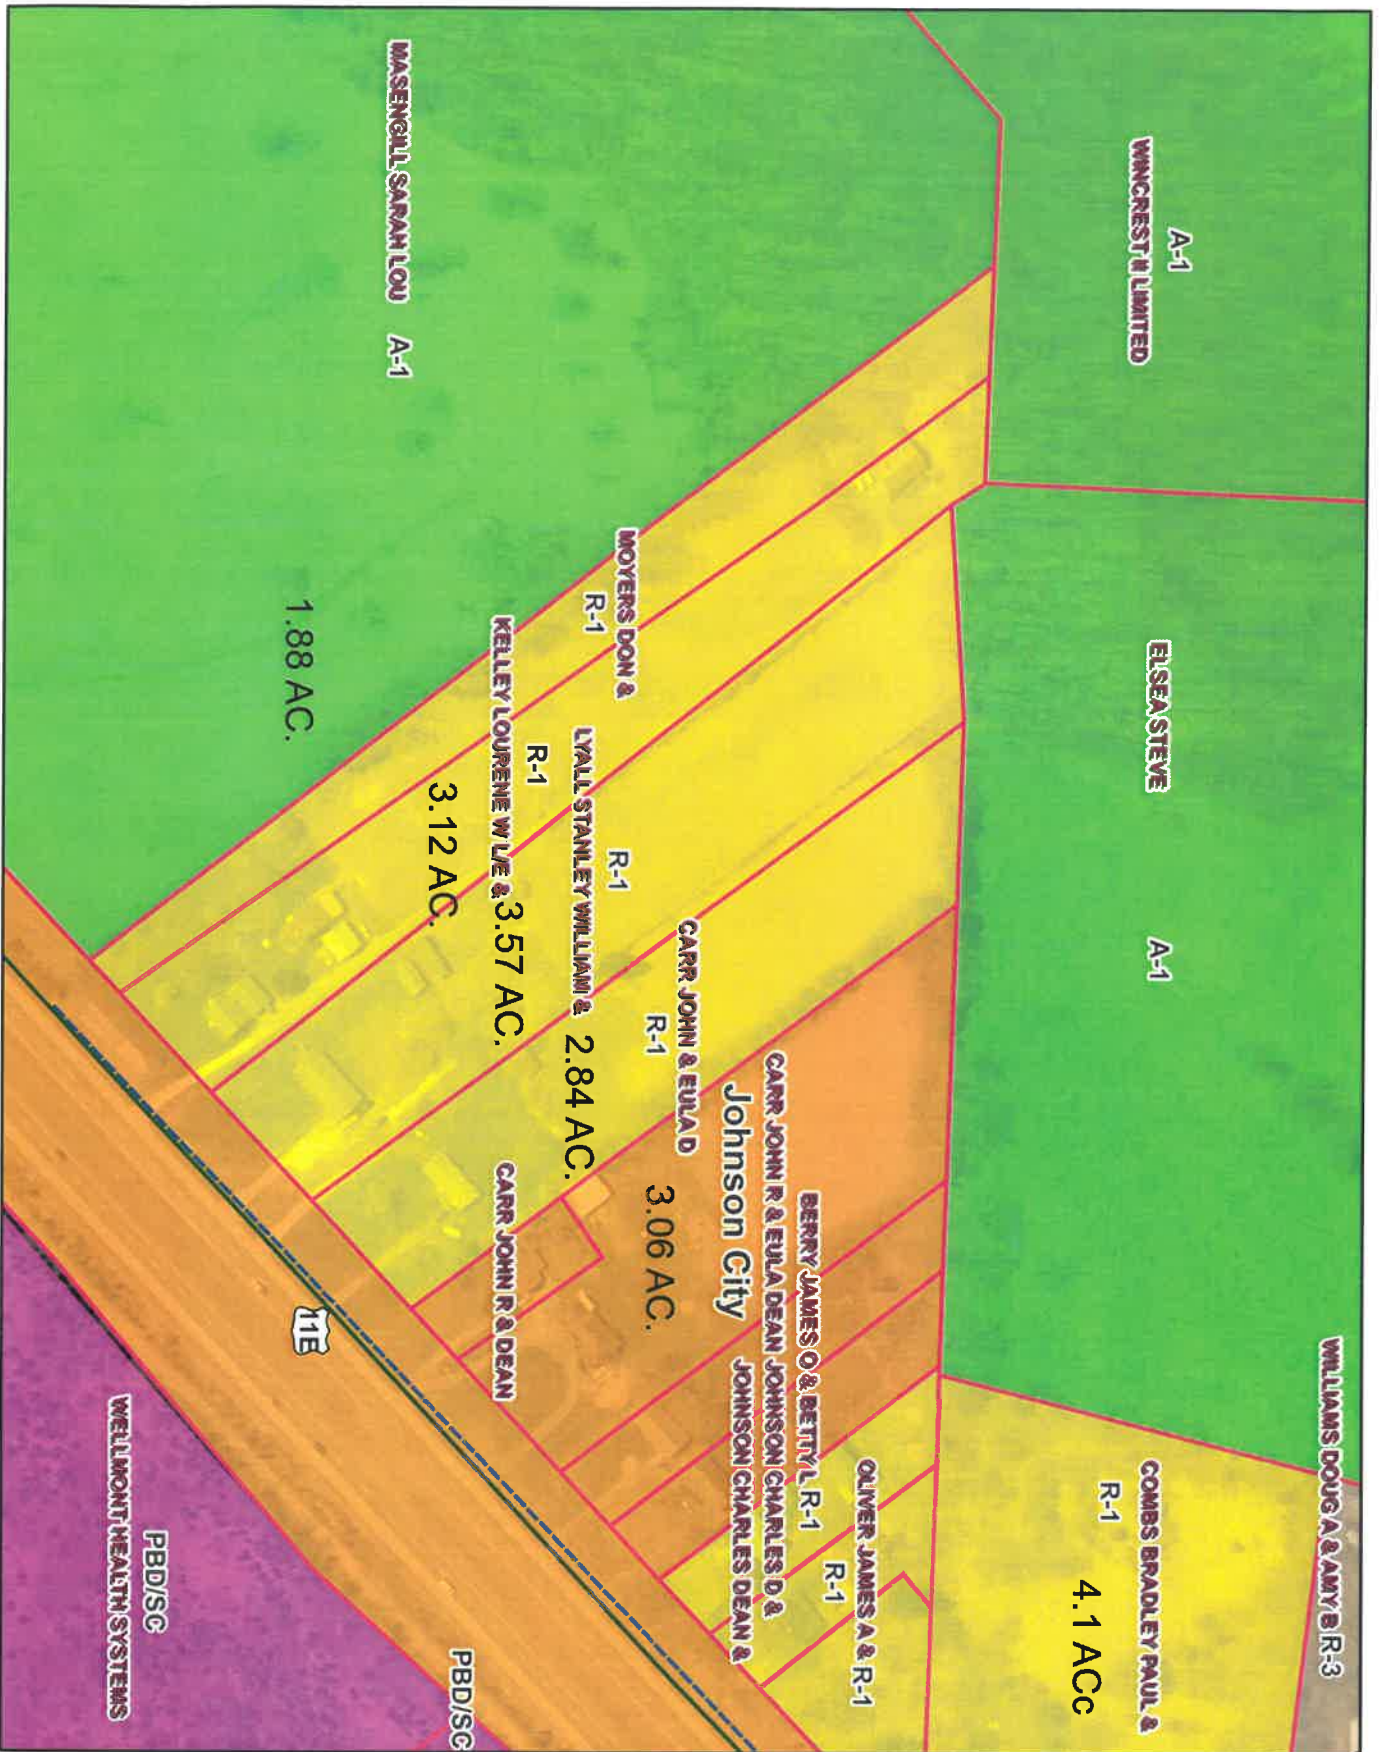 WILLIAMS DOUG A & AMY B R-3
A-1
WINCREST II LIMITED
ELSEA STEVE
A-1
COMBS BRADLEY PAUL &
R-1
4.1 ACc
OLIVER JAMES A & R-1
R-1
BERRY JAMES O & BETTY L R-1
CARR JOHN R & EULA DEAN JOHNSON CHARLES D &
Johnson City
JOHNSON CHARLES DEAN &
CARR JOHN & EULA D
R-1
3.06 AC.
MOYERS DON &
R-1
R-1
LYALL STANLEY WILLIAM & 2.84 AC.
R-1
KELLEY LOURENE W L/E & 3.57 AC.
CARR JOHN R & DEAN
3.12 AC.
MASENGILL SARAH LOU A-1
1.88 AC.
11E
PBD/SC
PBD/SC
WELLMONT HEALTH SYSTEMS